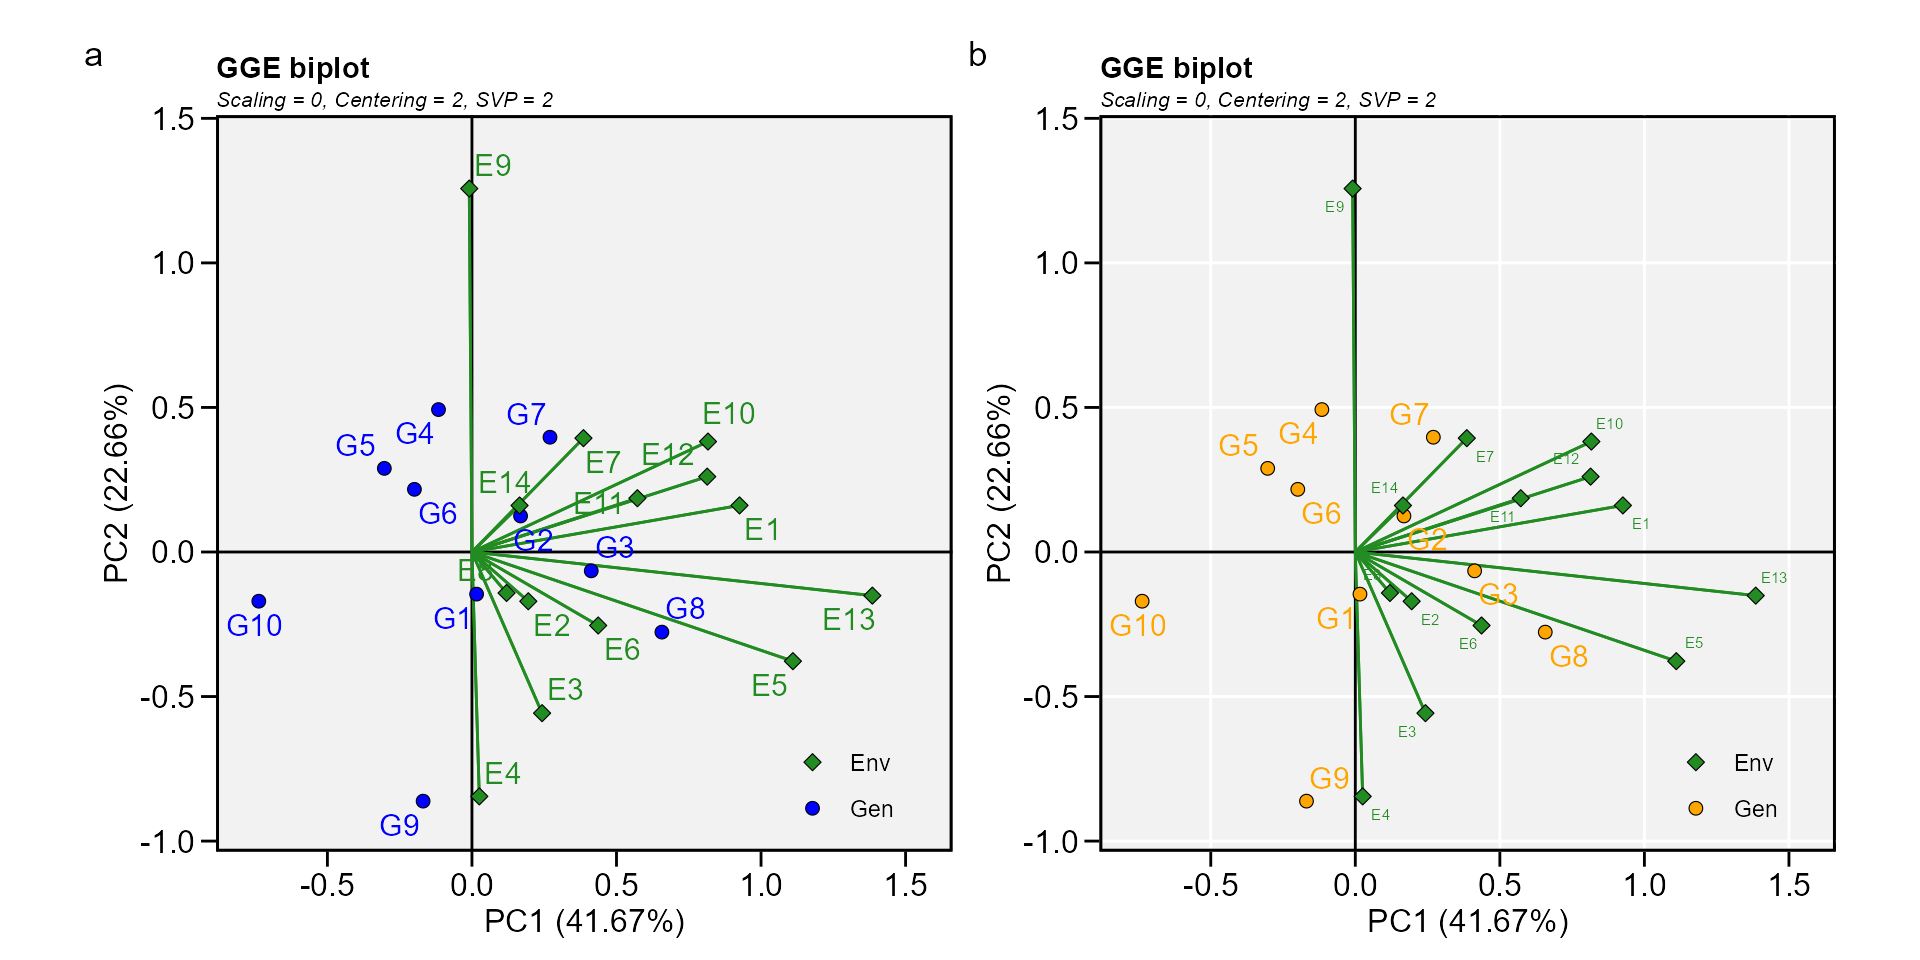 a
GGE biplot
Scaling = 0, Centering = 2, SVP = 2
1.5
1.0
0.5
0.0
-0.5
-1.0
PC2 (22.66%)
E9
G7
E10
G4
G5
E12
E7
E14
E11
G6
E1
G2
G3
G1
G8
G10
E2
E13
E6
E5
E3
E4
G9
Env
Gen
-0.5
0.0
0.5
1.0
1.5
PC1 (41.67%)
b
GGE biplot
Scaling = 0, Centering = 2, SVP = 2
1.5
1.0
0.5
0.0
-0.5
-1.0
PC2 (22.66%)
E9
G7
E10
G4
G5
E7
E12
E14
G6
E11
E1
G2
E13
G3
G1
E2
G10
E6
E5
G8
E3
G9
E4
Env
Gen
-0.5
0.0
0.5
1.0
1.5
PC1 (41.67%)